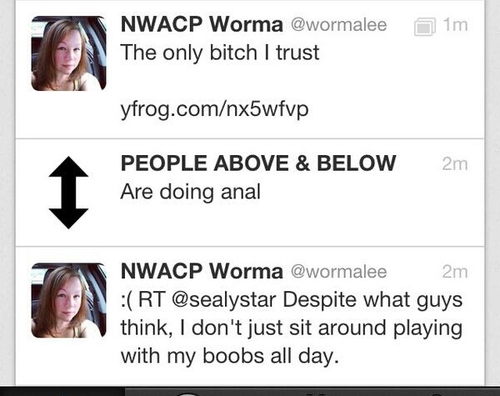 NWACP Worma @wormalee 1m
The only bitch I trust
yfrog.com/nx5wfvp
PEOPLE ABOVE & BELOW 2m
Are doing anal
NWACP Worma @wormalee 2m
:( RT @sealystar Despite what guys
think, I don't just sit around playing
with my boobs all day.